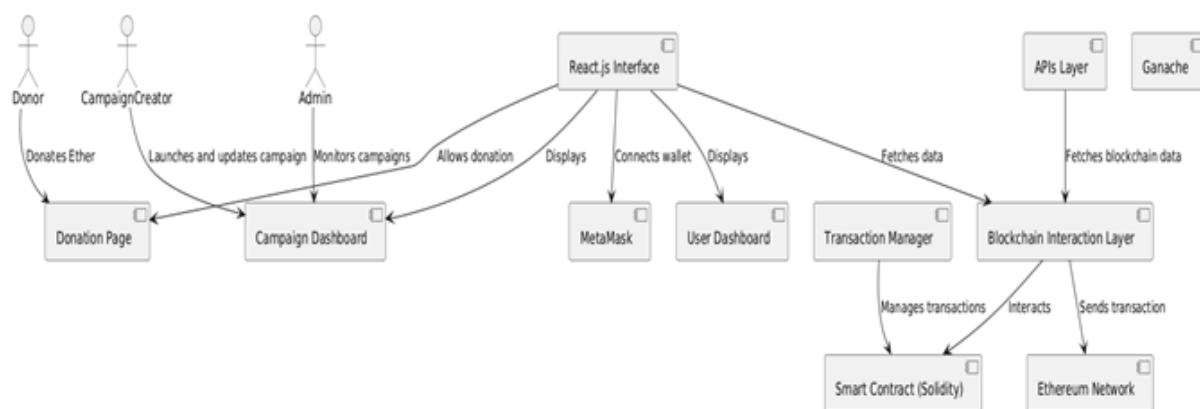 React.js Interface
APIs Layer
Ganache
Donor
CampaignCreator
Admin
Donates Ether
Launches and updates campaign
Monitors campaigns
Allows donation
Displays
Connects wallet
Displays
Fetches data
Fetches blockchain data
Donation Page
Campaign Dashboard
MetaMask
User Dashboard
Transaction Manager
Blockchain Interaction Layer
Manages transactions
Interacts
Sends transaction
Smart Contract (Solidity)
Ethereum Network